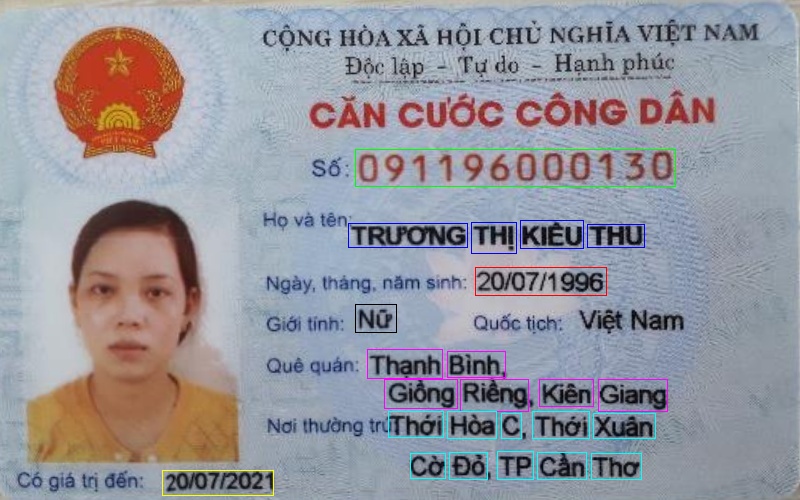 CỘNG HÒA XÃ HỘI CHỦ NGHĨA VIỆT NAM
Độc lập - Tự do - Hạnh phúc
CĂN CƯỚC CÔNG DÂN
Số: 091196000130
Họ và tên: TRƯƠNG THỊ KIỀU THU
Ngày, tháng, năm sinh: 20/07/1996
Giới tính: Nữ Quốc tịch: Việt Nam
Quê quán: Thạnh Bình,
Giồng Riềng, Kiên Giang
Nơi thường trú: Thới Hòa C, Thới Xuân
Cờ Đỏ, TP Cần Thơ
Có giá trị đến: 20/07/2021